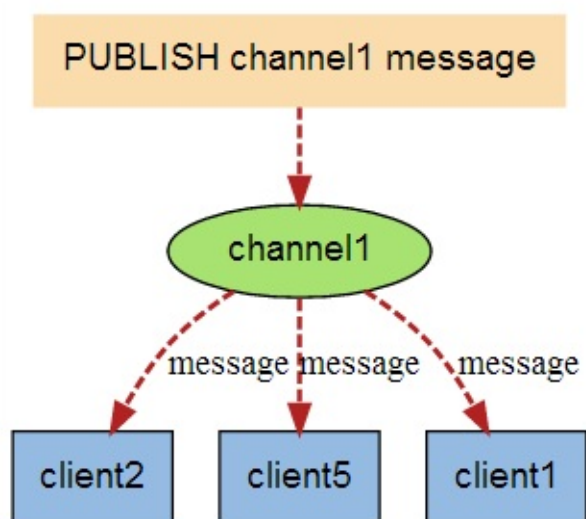 PUBLISH channel1 message
channel1
message message message
client2 client5 client1